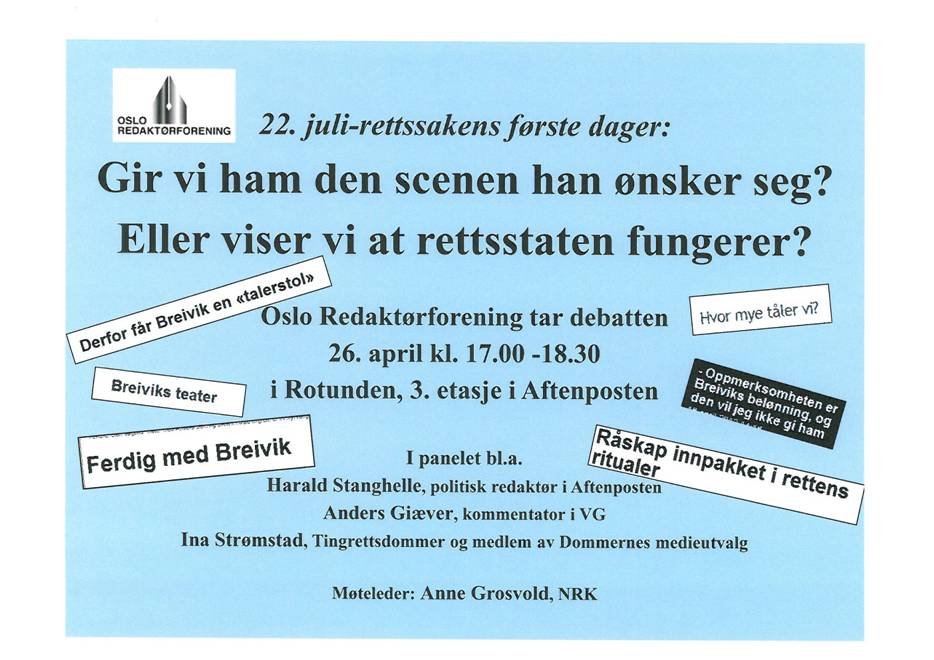 OSLO
REDAKTØRFORENING
22. juli-rettssakens første dager:
Gir vi ham den scenen han ønsker seg?
Eller viser vi at rettsstaten fungerer?
Derfor får Breivik en «talerstol»
Oslo Redaktørforening tar debatten
Hvor mye tåler vi?
26. april kl. 17.00 -18.30
Breiviks teater
i Rotunden, 3. etasje i Aftenposten
- Oppmerksomheten er
Breiviks belønning, og
den vil jeg ikke gi ham
Ferdig med Breivik
Råskap innpakket i rettens
ritualer
I panelet bl.a.
Harald Stanghelle, politisk redaktør i Aftenposten
Anders Giæver, kommentator i VG
Ina Strømstad, Tingrettsdommer og medlem av Dommernes medieutvalg
Møteleder: Anne Grosvold, NRK